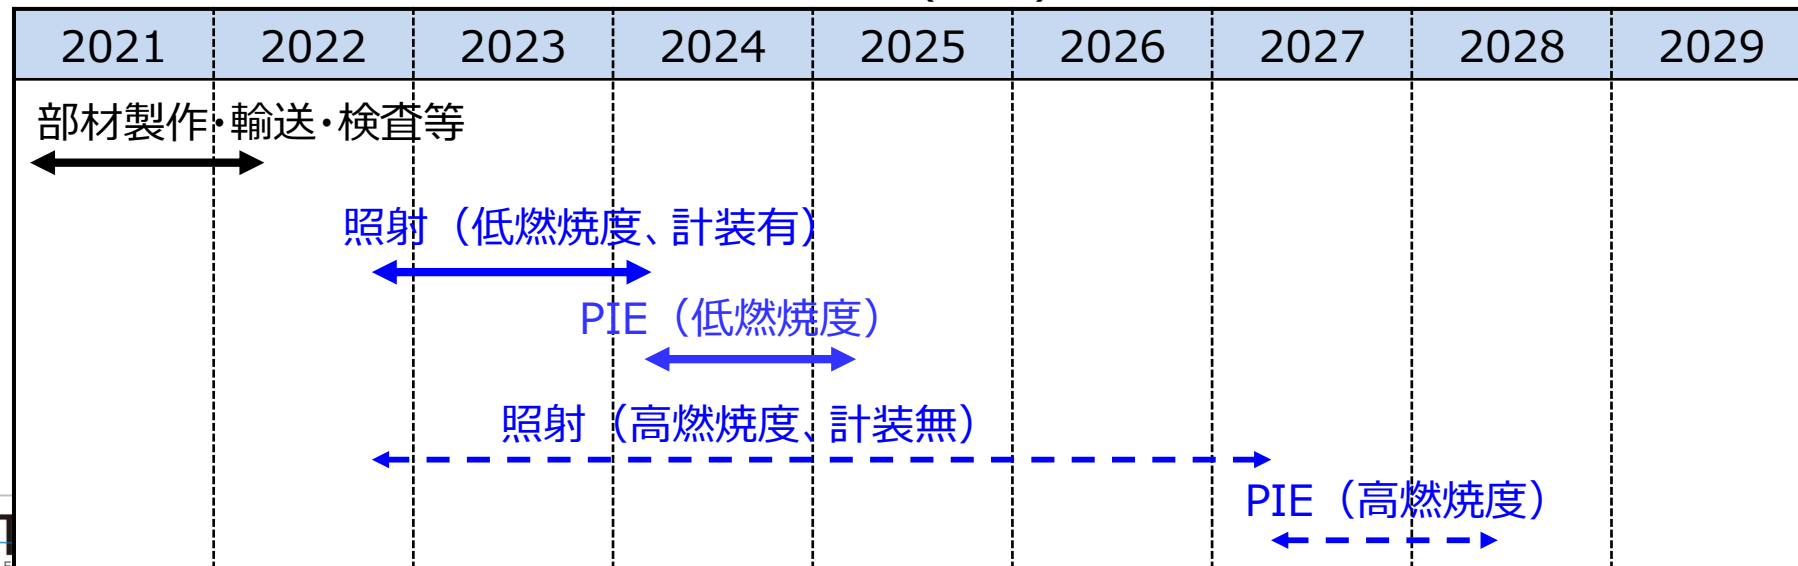 2021 2022 2023 2024 2025 2026 2027 2028 2029
部材製作・輸送・検査等
照射（低燃焼度、計装有）
PIE（低燃焼度）
照射（高燃焼度、計装無）
PIE（高燃焼度）